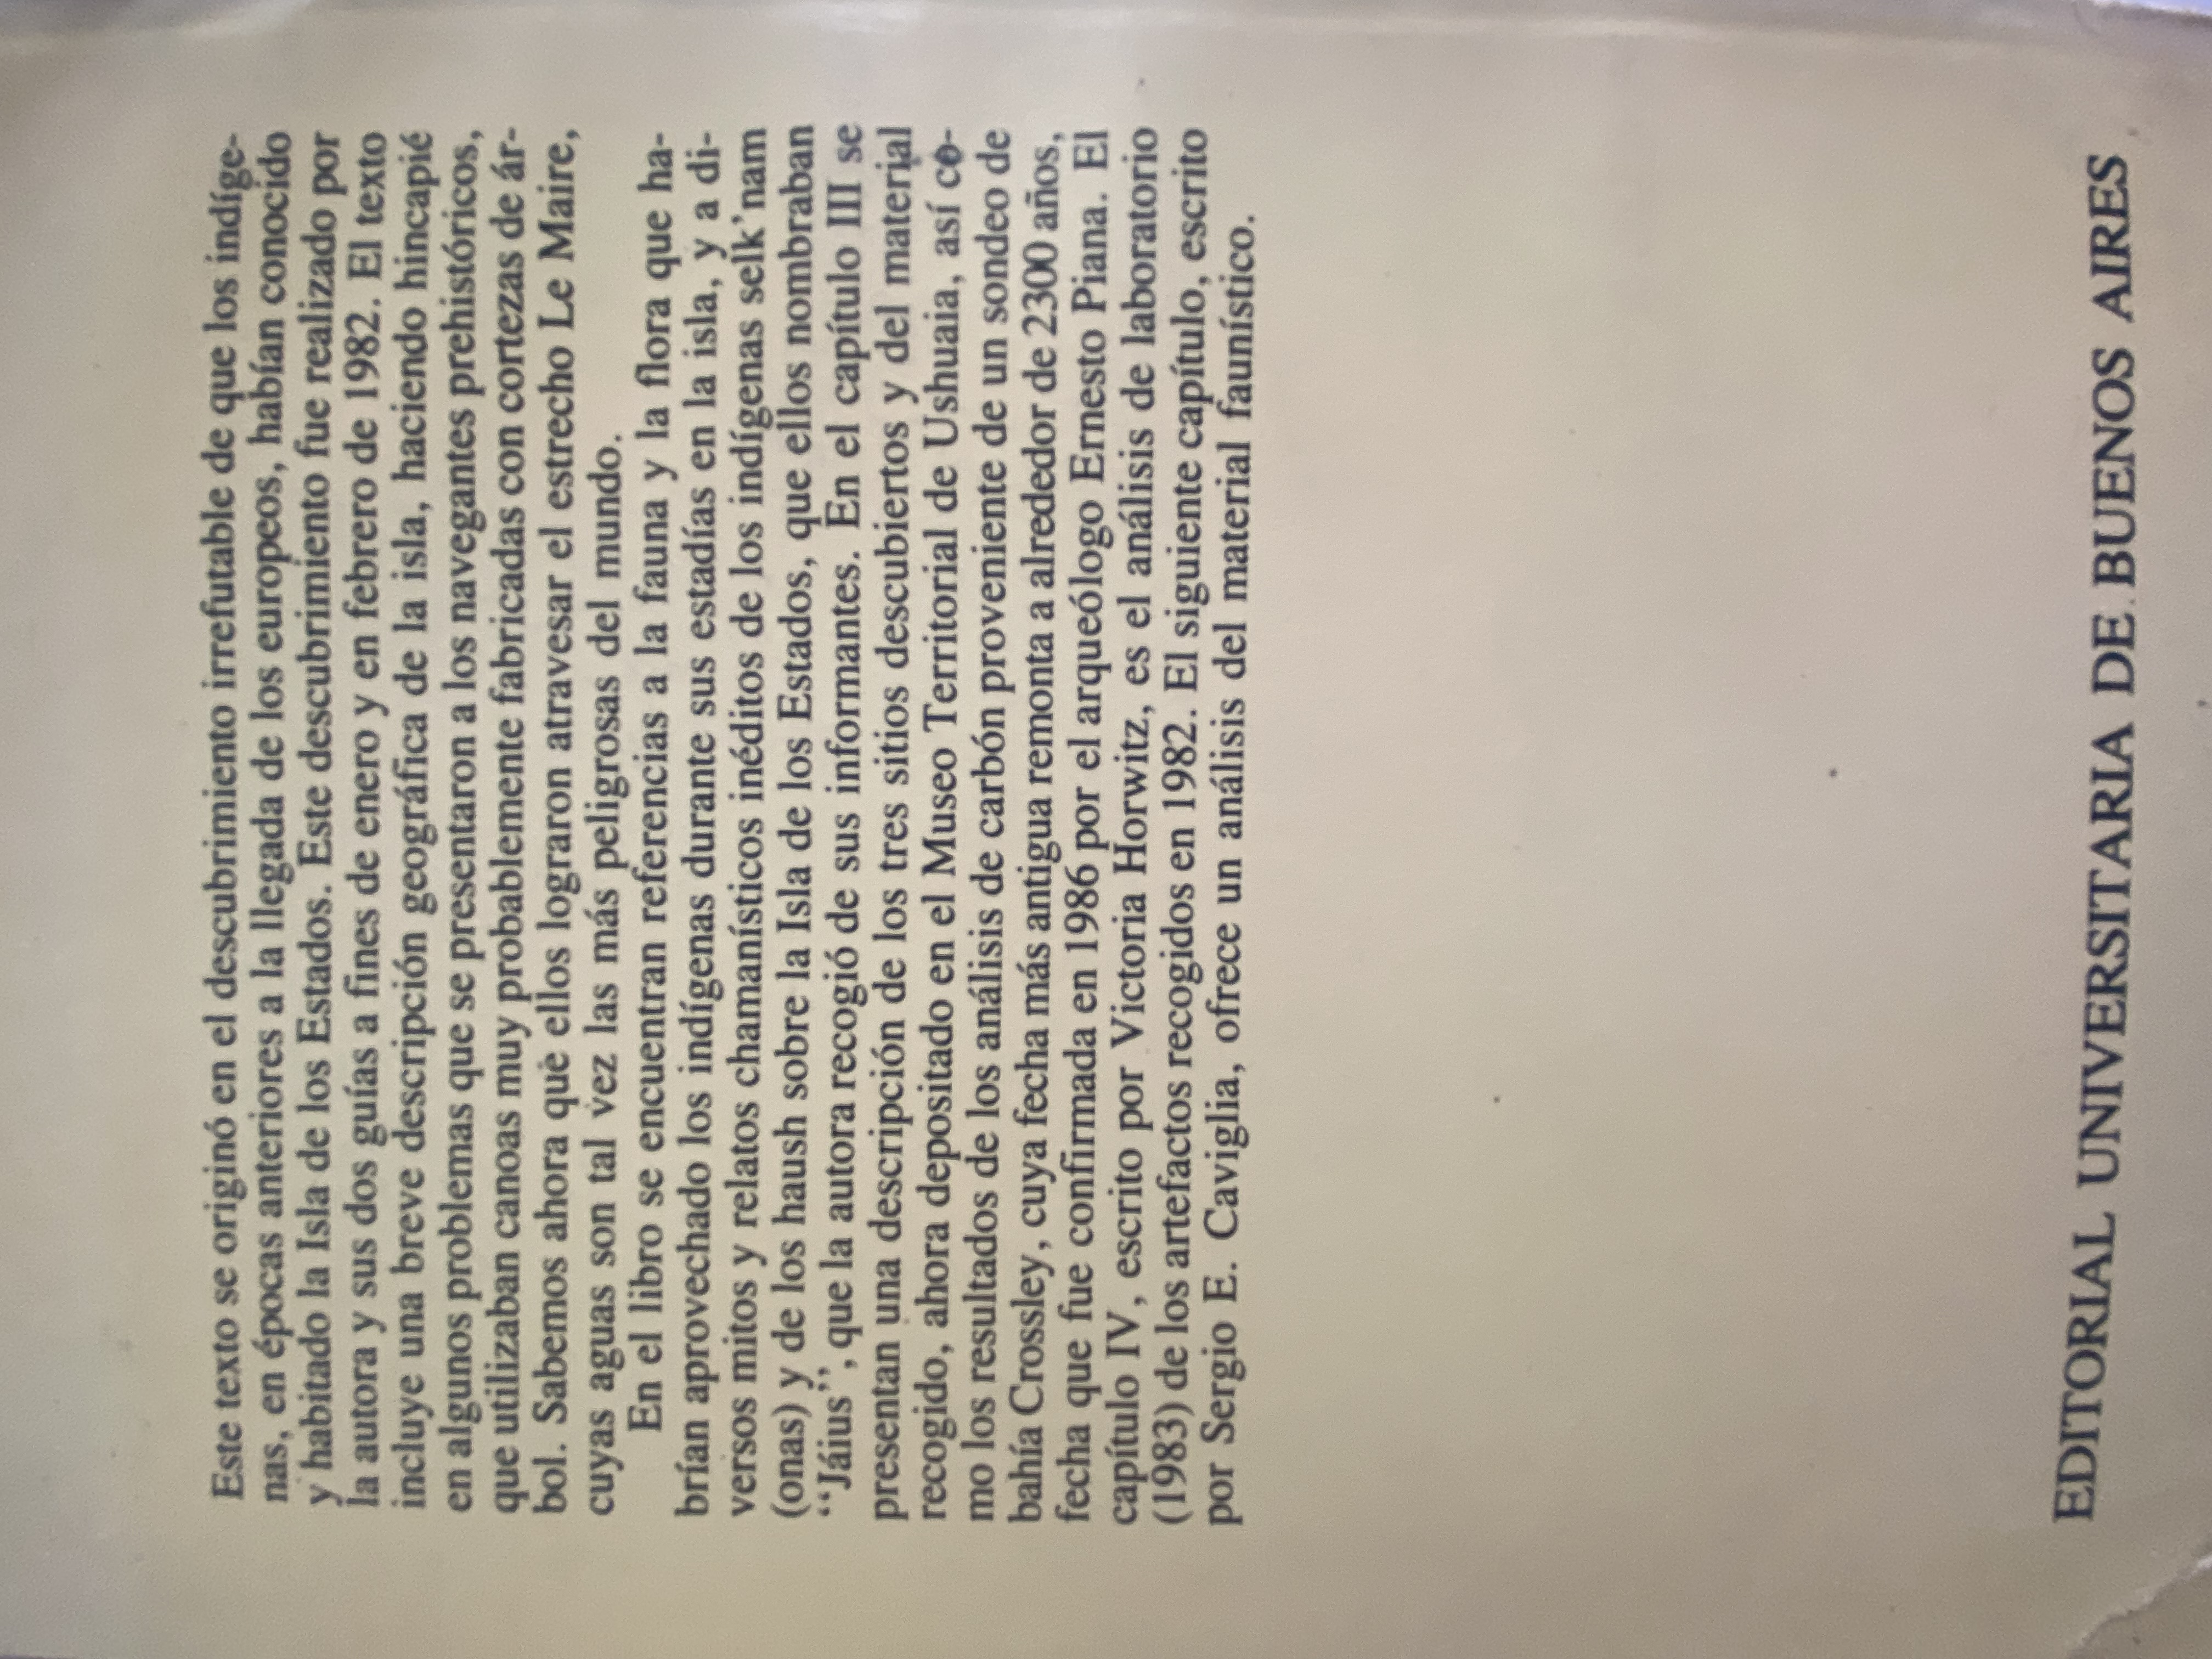 Este texto se originó en el descubrimiento irrefutable de que los indíge-
nas, en épocas anteriores a la llegada de los europeos, habían conocido
y habitado la Isla de los Estados. Este descubrimiento fue realizado por
la autora y sus dos guías a fines de enero y en febrero de 1982. El texto
incluye una breve descripción geográfica de la isla, haciendo hincapié
en algunos problemas que se presentaron a los navegantes prehistóricos,
que utilizaban canoas muy probablemente fabricadas con cortezas de ár-
bol. Sabemos ahora que ellos lograron atravesar el estrecho Le Maire,
cuyas aguas son tal vez las más peligrosas del mundo.
En el libro se encuentran referencias a la fauna y la flora que ha-
brían aprovechado los indígenas durante sus estadías en la isla, y a di-
versos mitos y relatos chamanísticos inéditos de los indígenas selk'nam
(onas) y de los haush sobre la Isla de los Estados, que ellos nombraban
“Jáius”, que la autora recogió de sus informantes. En el capítulo III se
presentan una descripción de los tres sitios descubiertos y del material
recogido, ahora depositado en el Museo Territorial de Ushuaia, así co-
mo los resultados de los análisis de carbón proveniente de un sondeo de
bahía Crossley, cuya fecha más antigua remonta a alrededor de 2300 años,
fecha que fue confirmada en 1986 por el arqueólogo Ernesto Piana. El
capítulo IV, escrito por Victoria Horwitz, es el análisis de laboratorio
(1983) de los artefactos recogidos en 1982. El siguiente capítulo, escrito
por Sergio E. Caviglia, ofrece un análisis del material faunístico.
EDITORIAL UNIVERSITARIA DE BUENOS AIRES